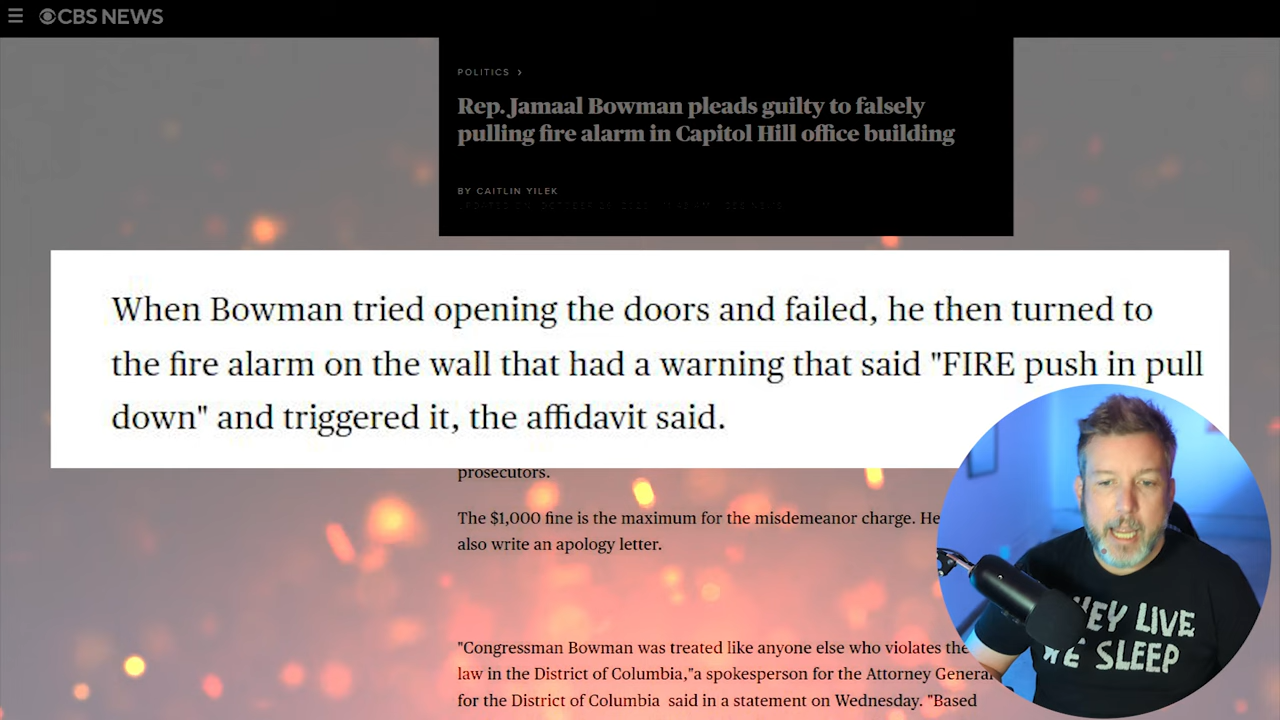 CBS NEWS
POLITICS >
Rep. Jamaal Bowman pleads guilty to falsely
pulling fire alarm in Capitol Hill office building
BY CAITLIN YILEK
When Bowman tried opening the doors and failed, he then turned to
the fire alarm on the wall that had a warning that said "FIRE push in pull
down" and triggered it, the affidavit said.
prosecutors.
The $1,000 fine is the maximum for the misdemeanor charge. He
also write an apology letter.
"Congressman Bowman was treated like anyone else who violates the
law in the District of Columbia,"a spokesperson for the Attorney General
for the District of Columbia said in a statement on Wednesday. "Based
HEY LIVE
WE SLEEP